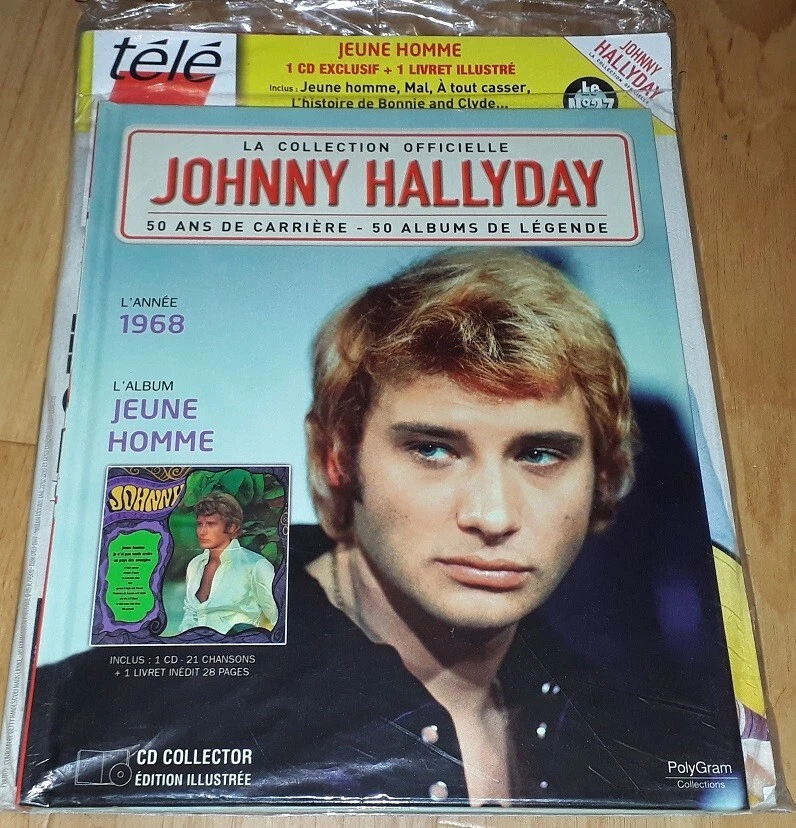 télé
JEUNE HOMME
1 CD EXCLUSIF + 1 LIVRET ILLUSTRÉ
Inclus : Jeune homme, Mal, À tout casser,
L'histoire de Bonnie and Clyde...
JOHNNY
HALLYDAY
LA COLLECTION OFFICIELLE
LA COLLECTION OFFICIELLE
JOHNNY HALLYDAY
50 ANS DE CARRIÈRE - 50 ALBUMS DE LÉGENDE
L'ANNÉE
1968
L'ALBUM
JEUNE
HOMME
JOHNNY
INCLUS : 1 CD - 21 CHANSONS
+ 1 LIVRET INÉDIT 28 PAGES
CD COLLECTOR
ÉDITION ILLUSTRÉE
PolyGram
Collections